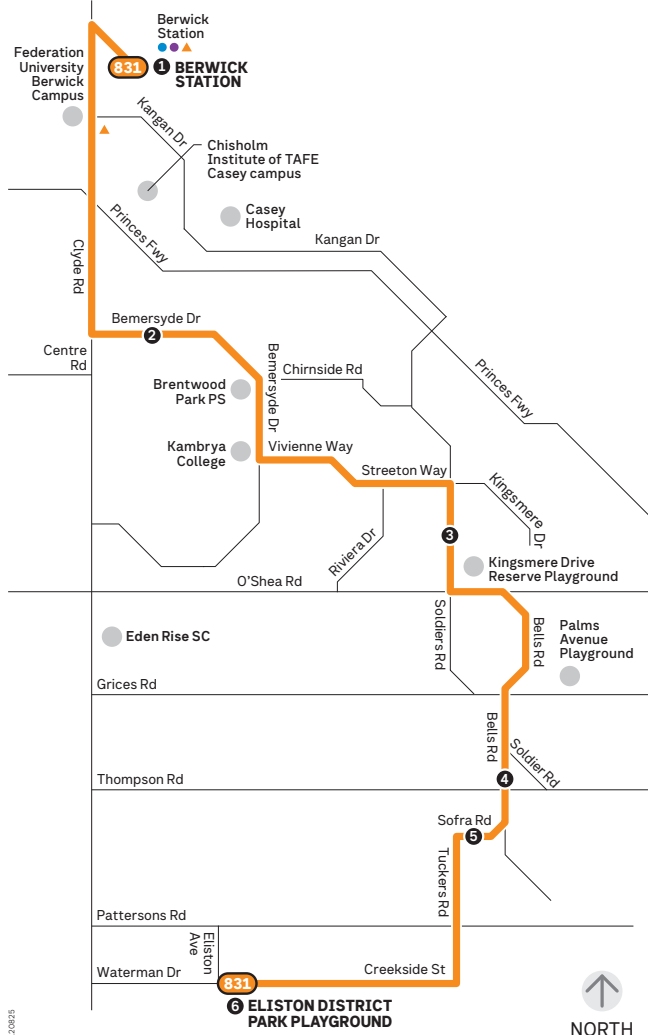 Berwick
Station
831 1 BERWICK
STATION
Federation
University
Berwick
Campus
Kangan Dr
Chisholm
Institute of TAFE
Casey campus
Casey
Hospital
Princes Fwy
Kangan Dr
Clyde Rd
Bemersyde Dr
2
Centre
Rd
Bemersyde Dr
Chirnside Rd
Princes Fwy
Brentwood
Park PS
Kambrya
College
Vivienne Way
Streeton Way
Kingsmere Dr
3
Riviera Dr
Kingsmere Drive
Reserve Playground
O'Shea Rd
Soldiers Rd
Bells Rd
Palms
Avenue
Playground
Eden Rise SC
Grices Rd
Bells Rd
Soldier Rd
Thompson Rd
4
Sofra Rd
5
Tuckers Rd
Pattersons Rd
Eliston
Ave
Waterman Dr
831
Creekside St
6 ELISTON DISTRICT
PARK PLAYGROUND
NORTH
20825